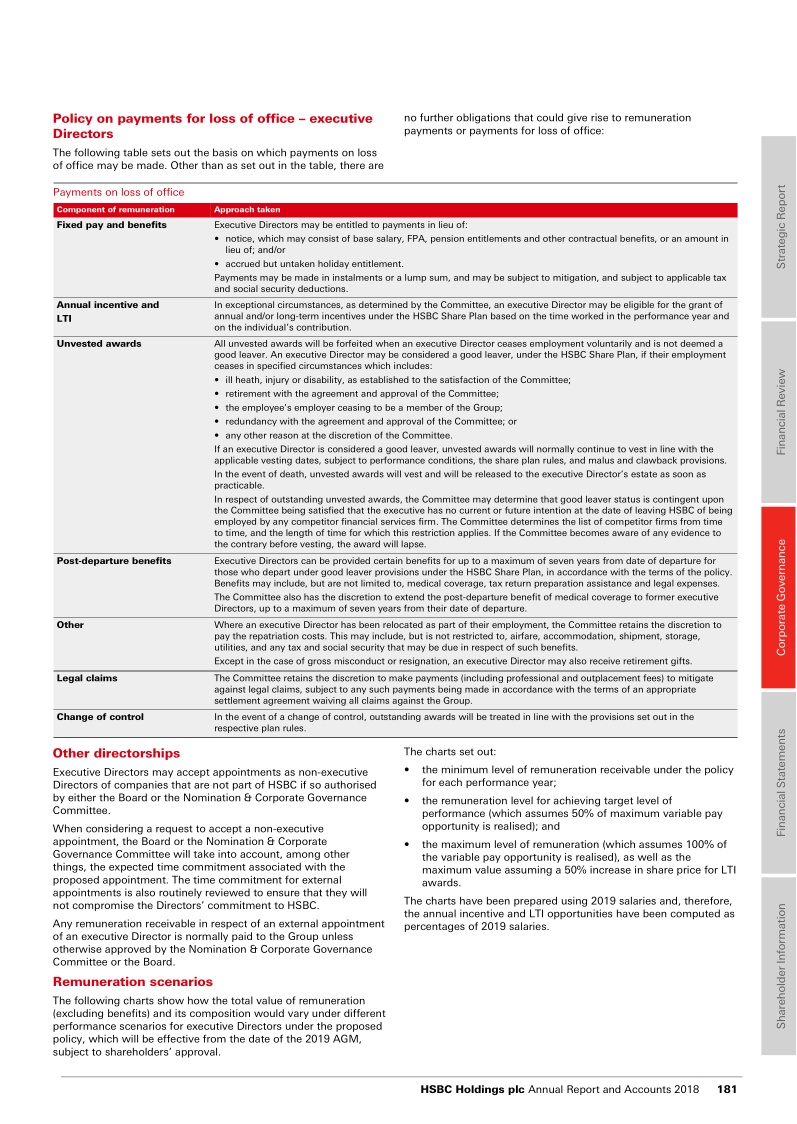 Policy on payments for loss of office – executive
Directors
The following table sets out the basis on which payments on loss
of office may be made. Other than as set out in the table, there are
no further obligations that could give rise to remuneration
payments or payments for loss of office:
Payments on loss of office
Component of remuneration Approach taken
Fixed pay and benefits Executive Directors may be entitled to payments in lieu of:
• notice, which may consist of base salary, FPA, pension entitlements and other contractual benefits, or an amount in
lieu of; and/or
• accrued but untaken holiday entitlement.
Payments may be made in instalments or a lump sum, and may be subject to mitigation, and subject to applicable tax
and social security deductions.
Annual incentive and
LTI
In exceptional circumstances, as determined by the Committee, an executive Director may be eligible for the grant of
annual and/or long-term incentives under the HSBC Share Plan based on the time worked in the performance year and
on the individual's contribution.
Unvested awards All unvested awards will be forfeited when an executive Director ceases employment voluntarily and is not deemed a
good leaver. An executive Director may be considered a good leaver, under the HSBC Share Plan, if their employment
ceases in specified circumstances which includes:
• ill heath, injury or disability, as established to the satisfaction of the Committee;
• retirement with the agreement and approval of the Committee;
• the employee's employer ceasing to be a member of the Group;
• redundancy with the agreement and approval of the Committee; or
• any other reason at the discretion of the Committee.
If an executive Director is considered a good leaver, unvested awards will normally continue to vest in line with the
applicable vesting dates, subject to performance conditions, the share plan rules, and malus and clawback provisions.
In the event of death, unvested awards will vest and will be released to the executive Director's estate as soon as
practicable.
In respect of outstanding unvested awards, the Committee may determine that good leaver status is contingent upon
the Committee being satisfied that the executive has no current or future intention at the date of leaving HSBC of being
employed by any competitor financial services firm. The Committee determines the list of competitor firms from time
to time, and the length of time for which this restriction applies. If the Committee becomes aware of any evidence to
the contrary before vesting, the award will lapse.
Post-departure benefits Executive Directors can be provided certain benefits for up to a maximum of seven years from date of departure for
those who depart under good leaver provisions under the HSBC Share Plan, in accordance with the terms of the policy.
Benefits may include, but are not limited to, medical coverage, tax return preparation assistance and legal expenses.
The Committee also has the discretion to extend the post-departure benefit of medical coverage to former executive
Directors, up to a maximum of seven years from their date of departure.
Other Where an executive Director has been relocated as part of their employment, the Committee retains the discretion to
pay the repatriation costs. This may include, but is not restricted to, airfare, accommodation, shipment, storage,
utilities, and any tax and social security that may be due in respect of such benefits.
Except in the case of gross misconduct or resignation, an executive Director may also receive retirement gifts.
Legal claims The Committee retains the discretion to make payments (including professional and outplacement fees) to mitigate
against legal claims, subject to any such payments being made in accordance with the terms of an appropriate
settlement agreement waiving all claims against the Group.
Change of control In the event of a change of control, outstanding awards will be treated in line with the provisions set out in the
respective plan rules.
Other directorships
Executive Directors may accept appointments as non-executive
Directors of companies that are not part of HSBC if so authorised
by either the Board or the Nomination & Corporate Governance
Committee.
When considering a request to accept a non-executive
appointment, the Board or the Nomination & Corporate
Governance Committee will take into account, among other
things, the expected time commitment associated with the
proposed appointment. The time commitment for external
appointments is also routinely reviewed to ensure that they will
not compromise the Directors' commitment to HSBC.
Any remuneration receivable in respect of an external appointment
of an executive Director is normally paid to the Group unless
otherwise approved by the Nomination & Corporate Governance
Committee or the Board.
Remuneration scenarios
The following charts show how the total value of remuneration
(excluding benefits) and its composition would vary under different
performance scenarios for executive Directors under the proposed
policy, which will be effective from the date of the 2019 AGM,
subject to shareholders' approval.
The charts set out:
• the minimum level of remuneration receivable under the policy
for each performance year;
• the remuneration level for achieving target level of
performance (which assumes 50% of maximum variable pay
opportunity is realised); and
• the maximum level of remuneration (which assumes 100% of
the variable pay opportunity is realised), as well as the
maximum value assuming a 50% increase in share price for LTI
awards.
The charts have been prepared using 2019 salaries and, therefore,
the annual incentive and LTI opportunities have been computed as
percentages of 2019 salaries.
Strategic Report
Financial Review
Corporate Governance
Financial Statements
Shareholder Information
HSBC Holdings plc Annual Report and Accounts 2018 181